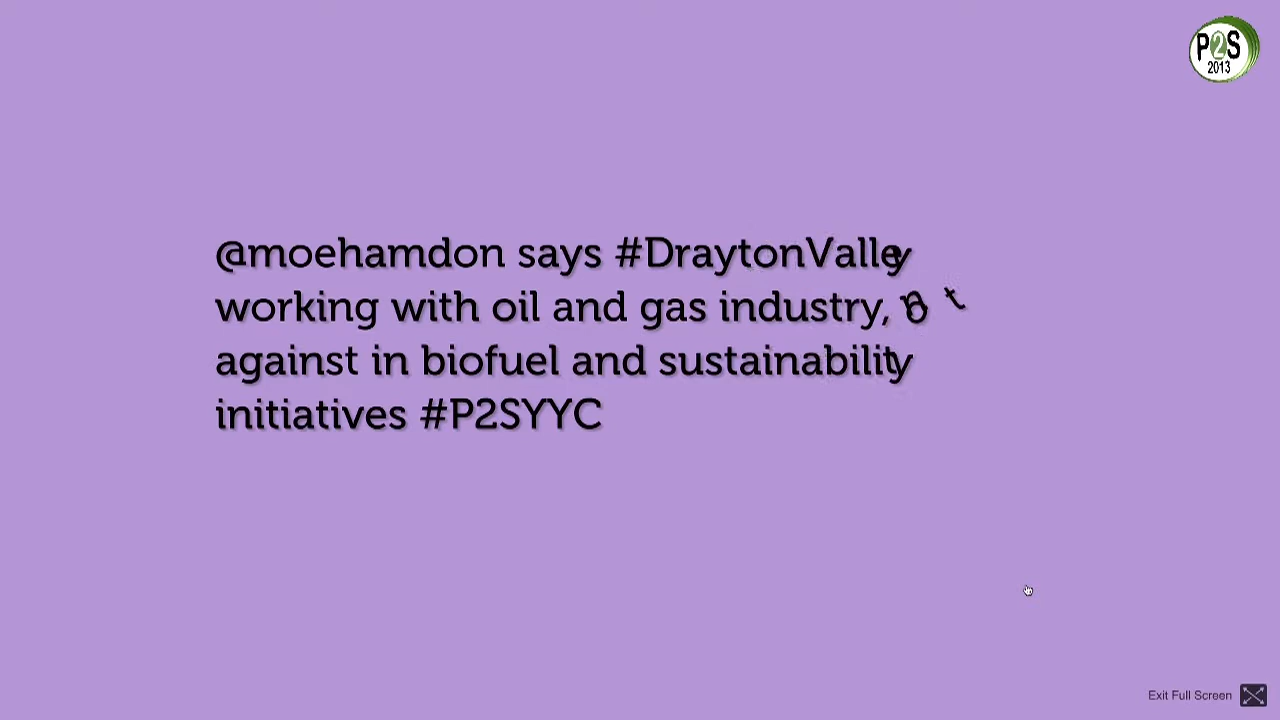 P2S
2013
@moehamdon says #DraytonValley
working with oil and gas industry,
against in biofuel and sustainability
initiatives #P2SYYC
Exit Full Screen